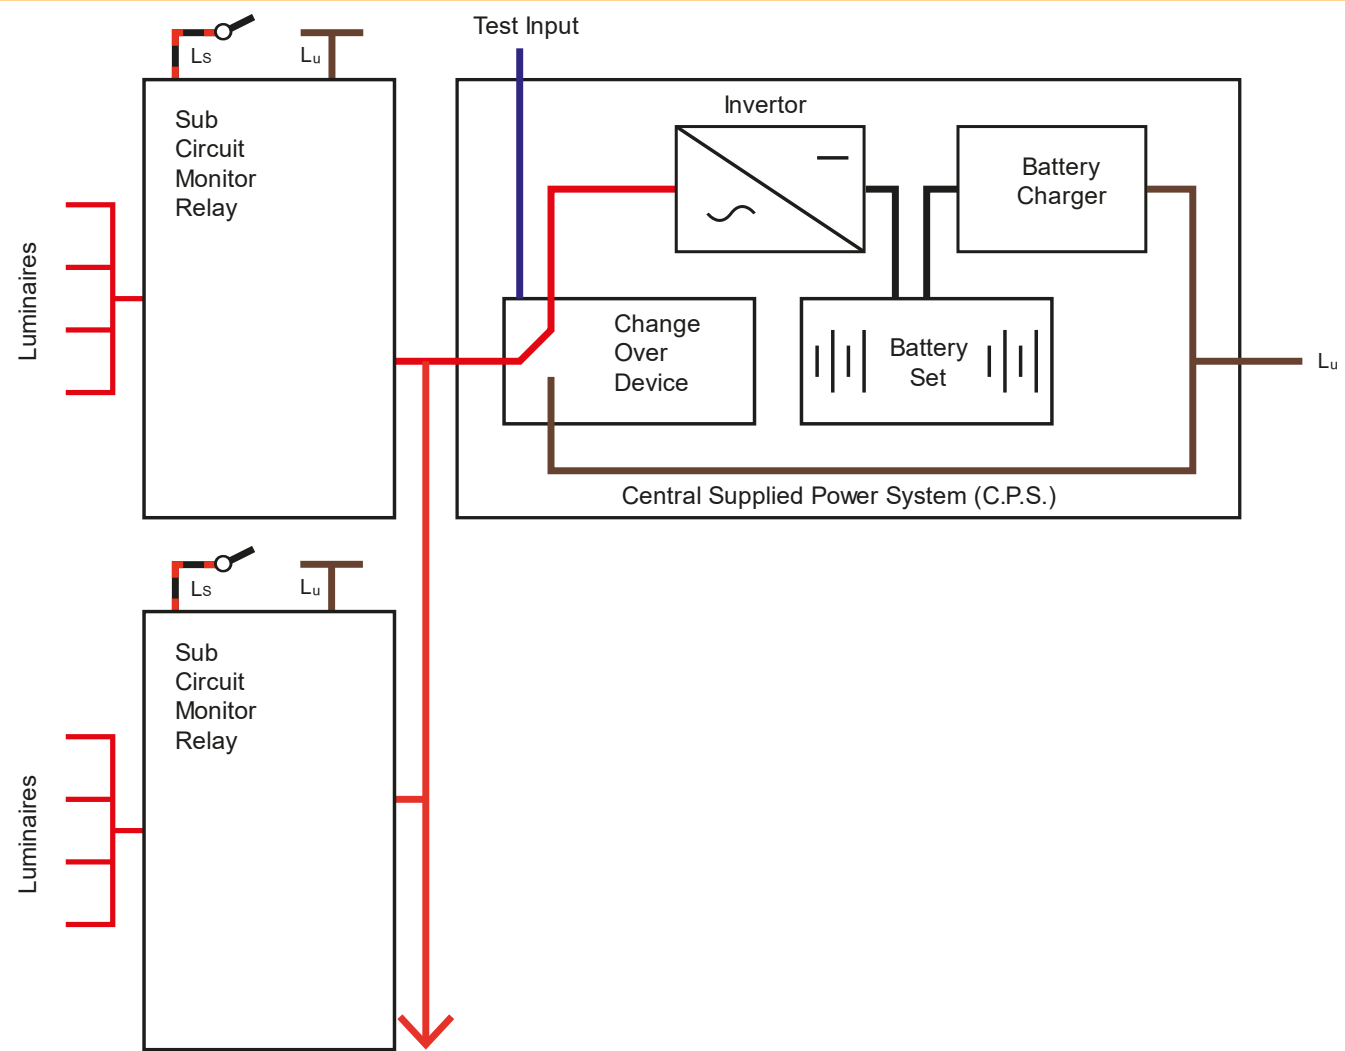 Test Input
Ls
Lu
Sub
Circuit
Monitor
Relay
Luminaires
Invertor
Battery
Charger
Change
Over
Device
Battery
Set
Lu
Central Supplied Power System (C.P.S.)
Ls
Lu
Sub
Circuit
Monitor
Relay
Luminaires